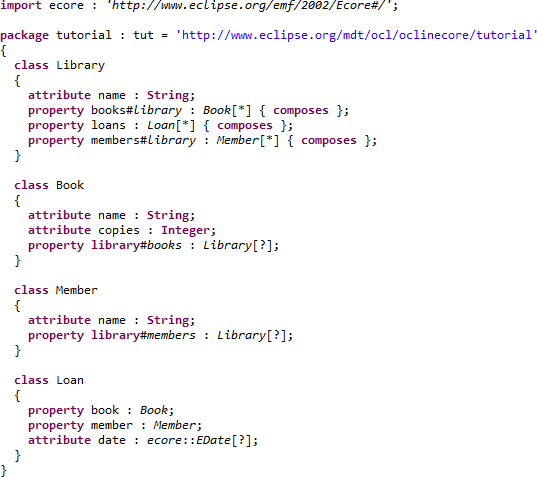 import ecore : 'http://www.eclipse.org/emf/2002/Ecore#/';

package tutorial : tut = 'http://www.eclipse.org/mdt/ocl/oclinecore/tutorial'
{
  class Library
  {
    attribute name : String;
    property books#library : Book[*] { composes };
    property loans : Loan[*] { composes };
    property members#library : Member[*] { composes };
  }

  class Book
  {
    attribute name : String;
    attribute copies : Integer;
    property library#books : Library[?];
  }

  class Member
  {
    attribute name : String;
    property library#members : Library[?];
  }

  class Loan
  {
    property book : Book;
    property member : Member;
    attribute date : ecore::EDate[?];
  }
}